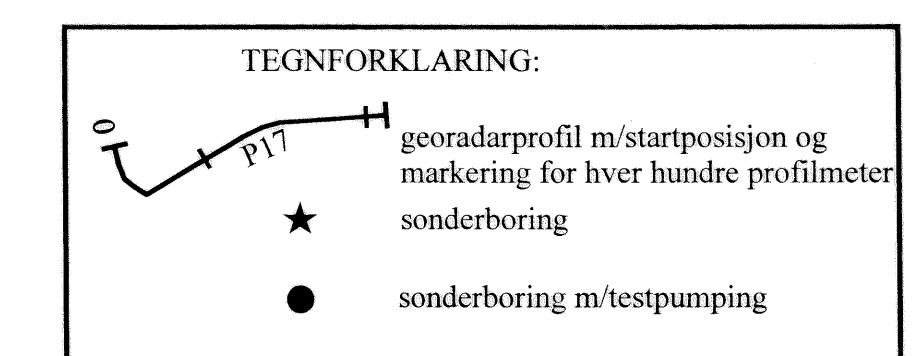 TEGNFORKLARING:
0
P17
georadarprofil m/startposisjon og
markering for hver hundre profilmeter
sonderboring
sonderboring m/testpumping